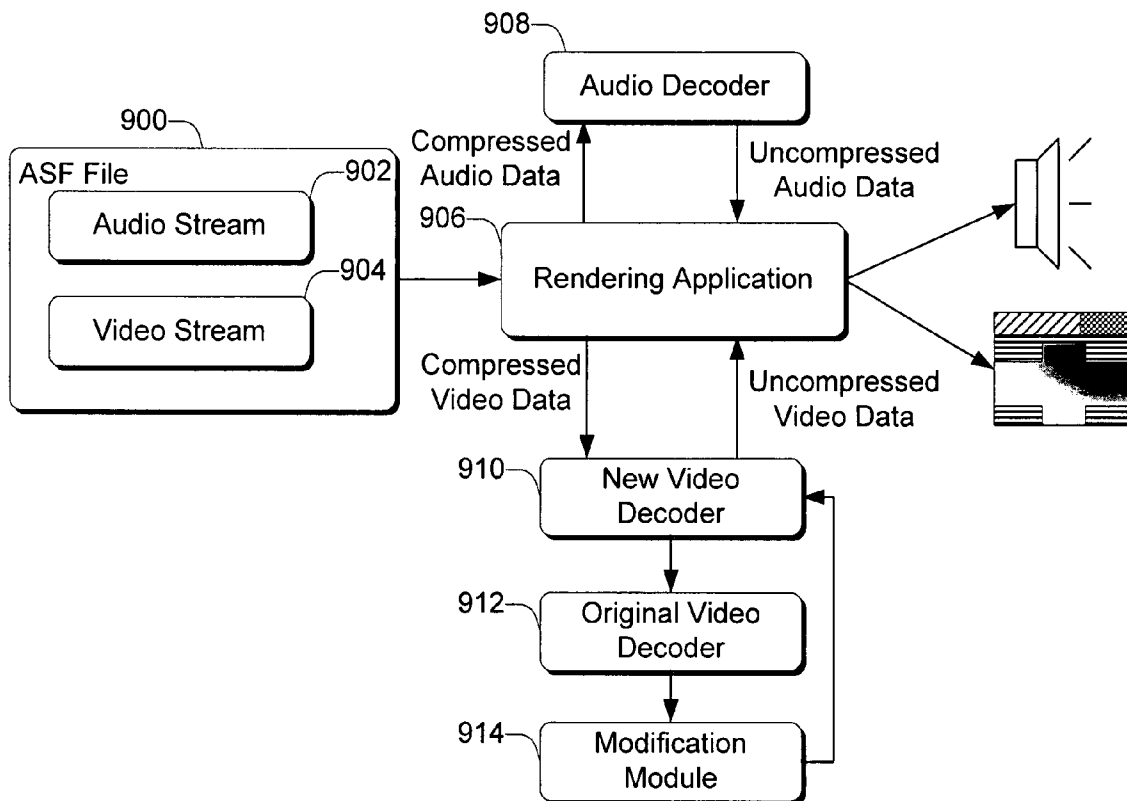 908
Audio Decoder
900
Compressed
Audio Data
Uncompressed
Audio Data
ASF File
902
Audio Stream
906
Rendering Application
904
Video Stream
Compressed
Video Data
Uncompressed
Video Data
910
New Video
Decoder
912
Original Video
Decoder
914
Modification
Module